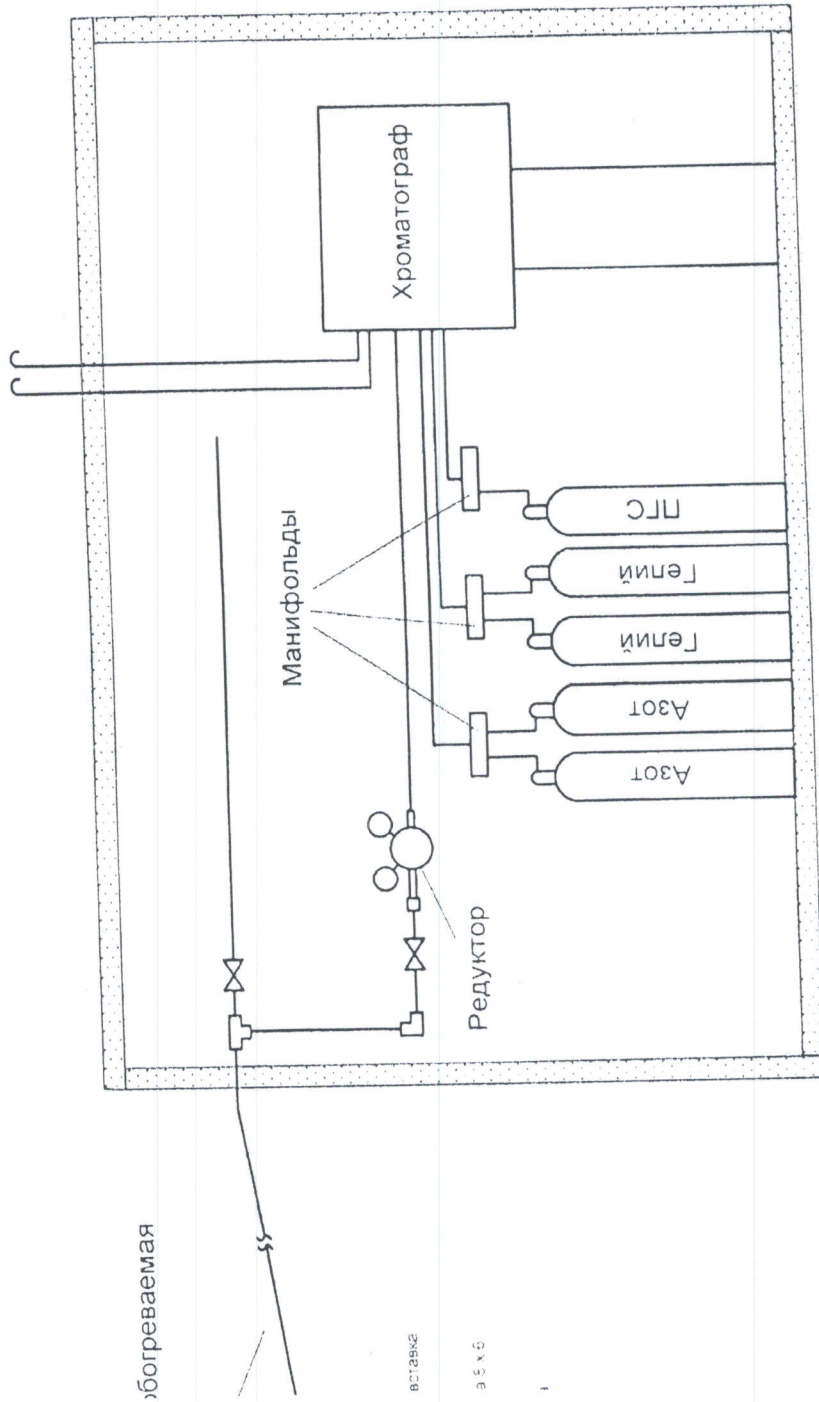 обогреваемая
Хроматограф
Манифольды
Редуктор
вставка
ПГС
Гелий
Гелий
Азот
Азот